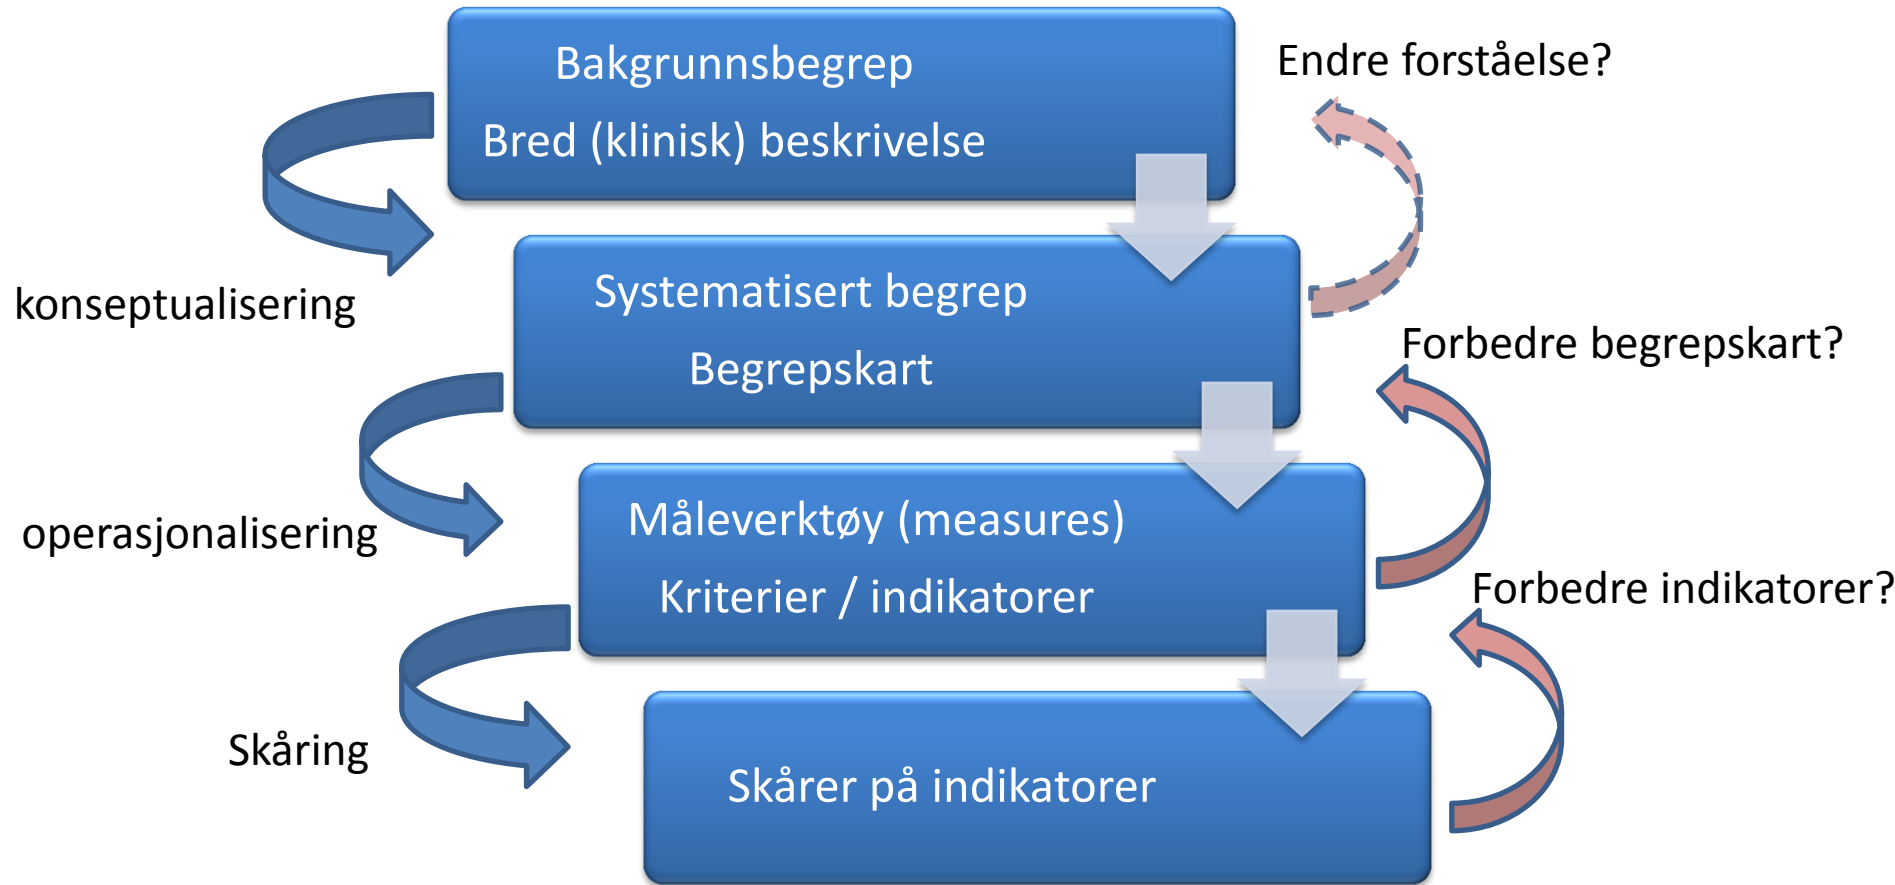 Bakgrunnsbegrep
Bred (klinisk) beskrivelse
Endre forståelse?
konseptualisering
Systematisert begrep
Begrepskart
Forbedre begrepskart?
operasjonalisering
Måleverktøy (measures)
Kriterier / indikatorer
Forbedre indikatorer?
Skåring
Skårer på indikatorer